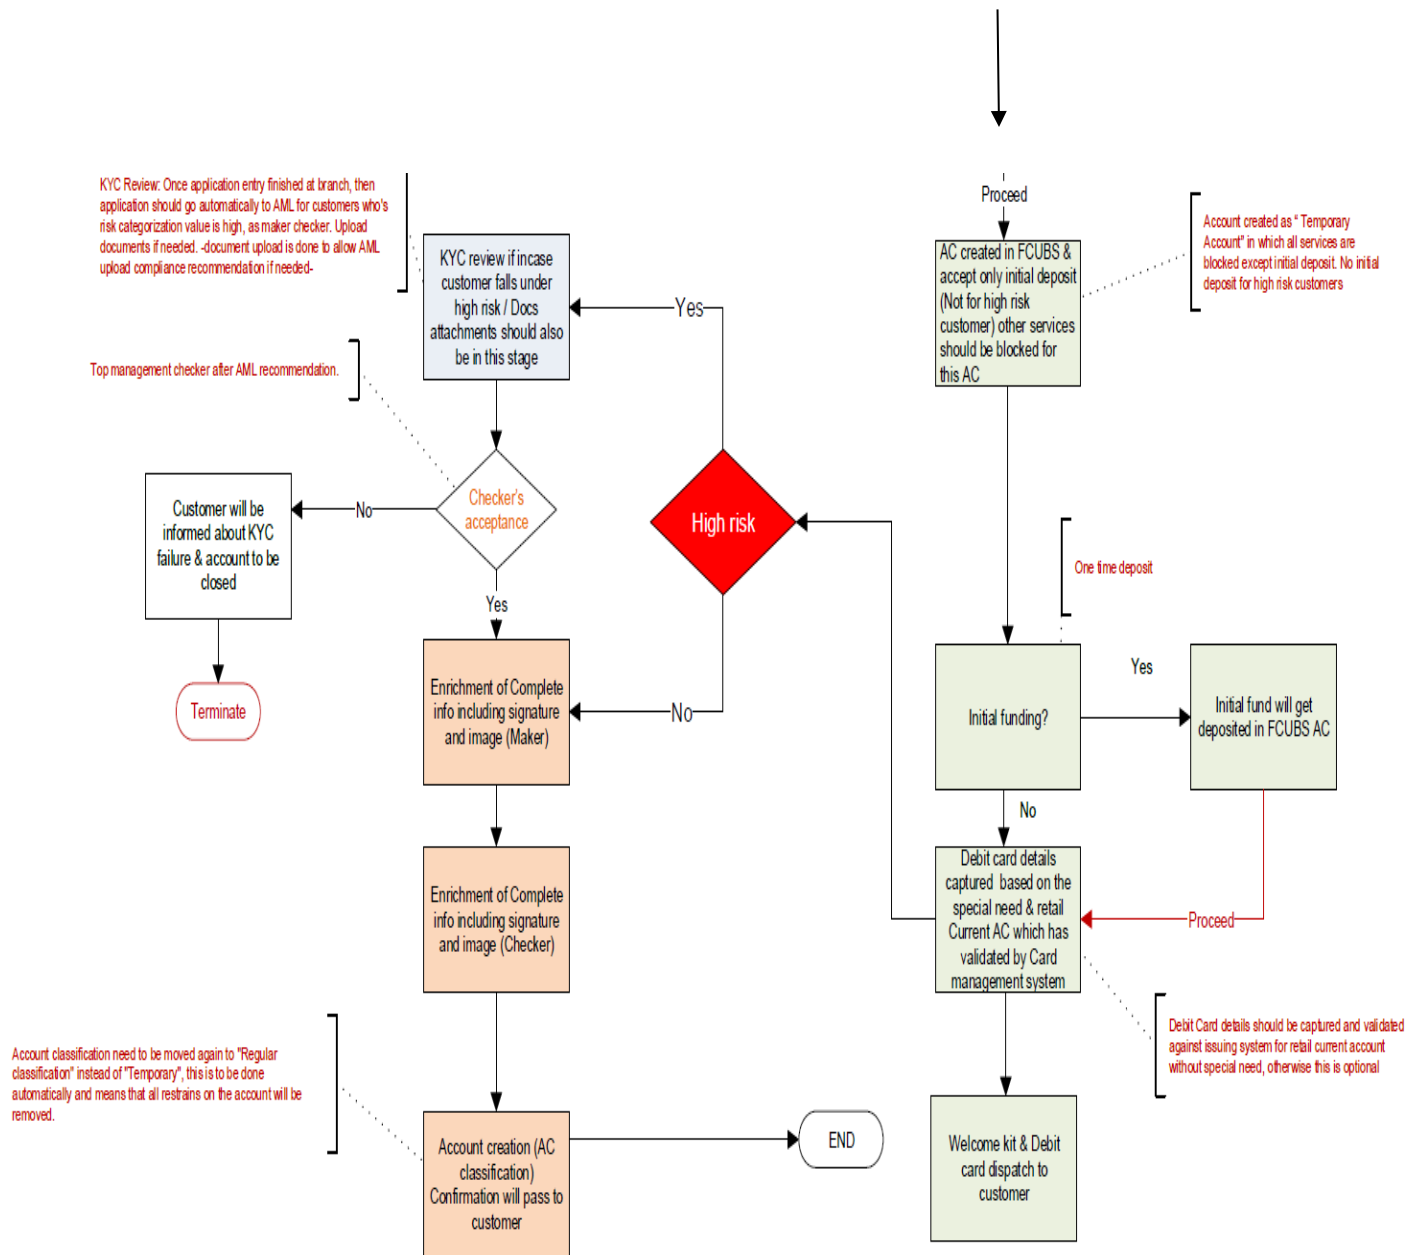 KYC Review: Once application entry finished at branch, then
application should go automatically to AML for customers who's
risk categorization value is high, as maker checker. Upload
documents if needed. -document upload is done to allow AML
upload compliance recommendation if needed-
Top management checker after AML recommendation.
KYC review if incase
customer falls under
high risk / Docs
attachments should also
be in this stage
Yes
Proceed
AC created in FCUBS &
accept only initial deposit
(Not for high risk
customer) other services
should be blocked for
this AC
Account created as " Temporary
Account" in which all services are
blocked except initial deposit. No initial
deposit for high risk customers
Customer will be
informed about KYC
failure & account to be
closed
No
Checker's
acceptance
High risk
One time deposit
Yes
Terminate
Enrichment of Complete
info including signature
and image (Maker)
No
Initial funding?
Yes
Initial fund will get
deposited in FCUBS AC
No
Enrichment of Complete
info including signature
and image (Checker)
Debit card details
captured based on the
special need & retail
Current AC which has
validated by Card
management system
Proceed
Debit Card details should be captured and validated
against issuing system for retail current account
without special need, otherwise this is optional
Account classification need to be moved again to "Regular
classification" instead of "Temporary", this is to be done
automatically and means that all restrains on the account will be
removed.
Account creation (AC
classification)
Confirmation will pass to
customer
END
Welcome kit & Debit
card dispatch to
customer